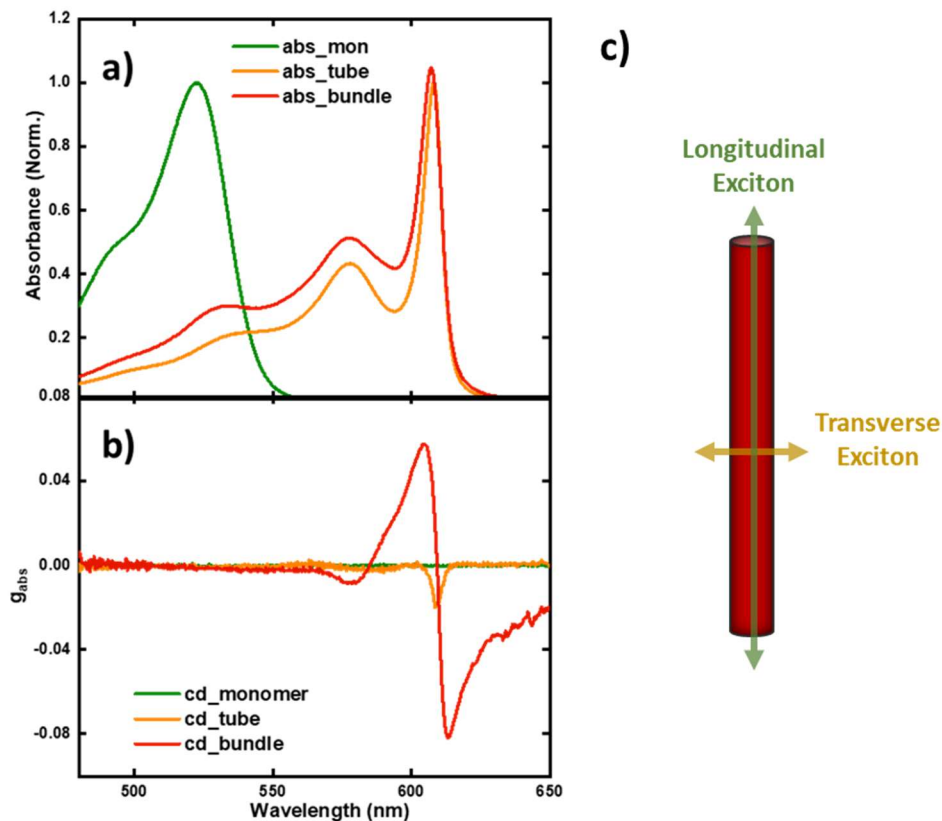 a)
1.2
1.0
0.8
0.6
0.4
0.2
0.08
Absorbance (Norm.)
abs_mon
abs_tube
abs_bundle
b)
0.04
0.00
-0.04
-0.08
gabs
cd_monomer
cd_tube
cd_bundle
500
550
600
650
Wavelength (nm)
c)
Longitudinal
Exciton
Transverse
Exciton